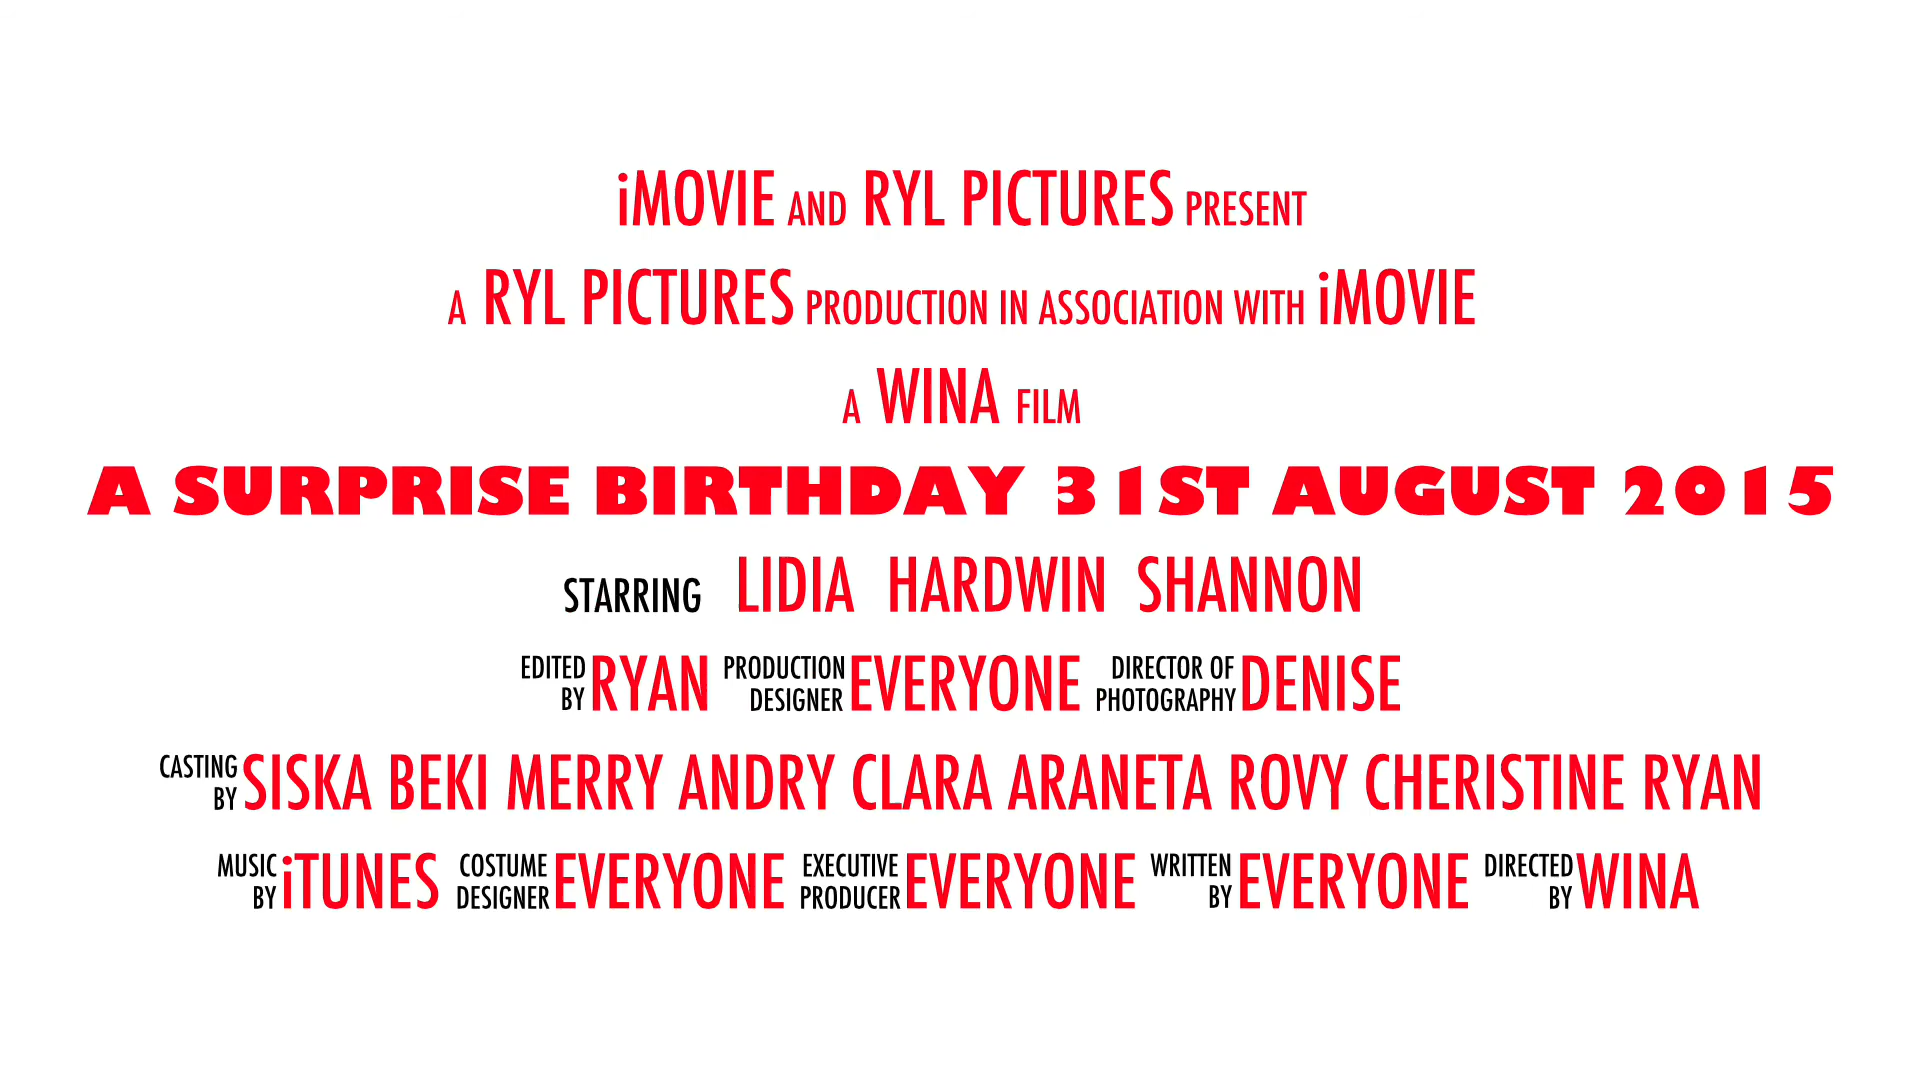 iMOVIE AND RYL PICTURES PRESENT
A RYL PICTURES PRODUCTION IN ASSOCIATION WITH iMOVIE
A WINA FILM
A SURPRISE BIRTHDAY 31ST AUGUST 2015
STARRING LIDIA HARDWIN SHANNON
EDITED BY RYAN PRODUCTION DESIGNER EVERYONE DIRECTOR OF PHOTOGRAPHY DENISE
CASTING BY SISKA BEKI MERRY ANDRY CLARA ARANETA ROVY CHERISTINE RYAN
MUSIC BY iTUNES COSTUME DESIGNER EVERYONE EXECUTIVE PRODUCER EVERYONE WRITTEN BY EVERYONE DIRECTED BY WINA